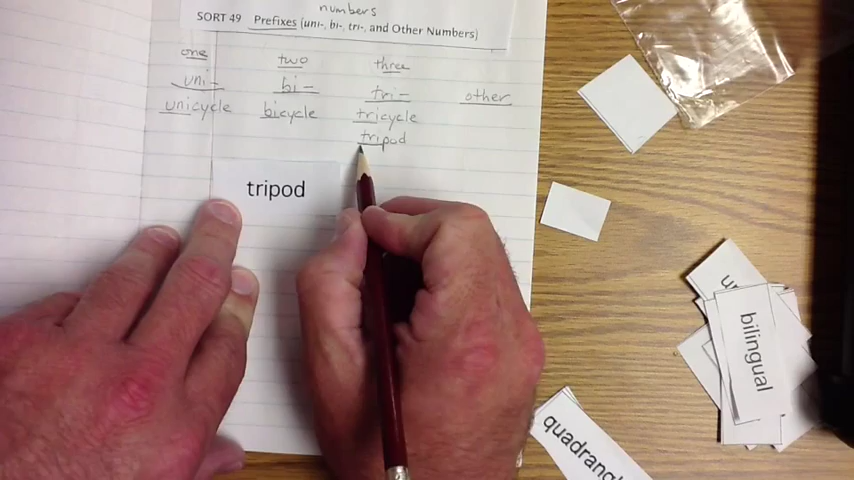 numbers
SORT 49 Prefixes (uni-, bi-, tri-, and Other Numbers)
one two three
uni- bi- tri- other
unicycle bicycle tricycle
tripod
tripod
bilingual